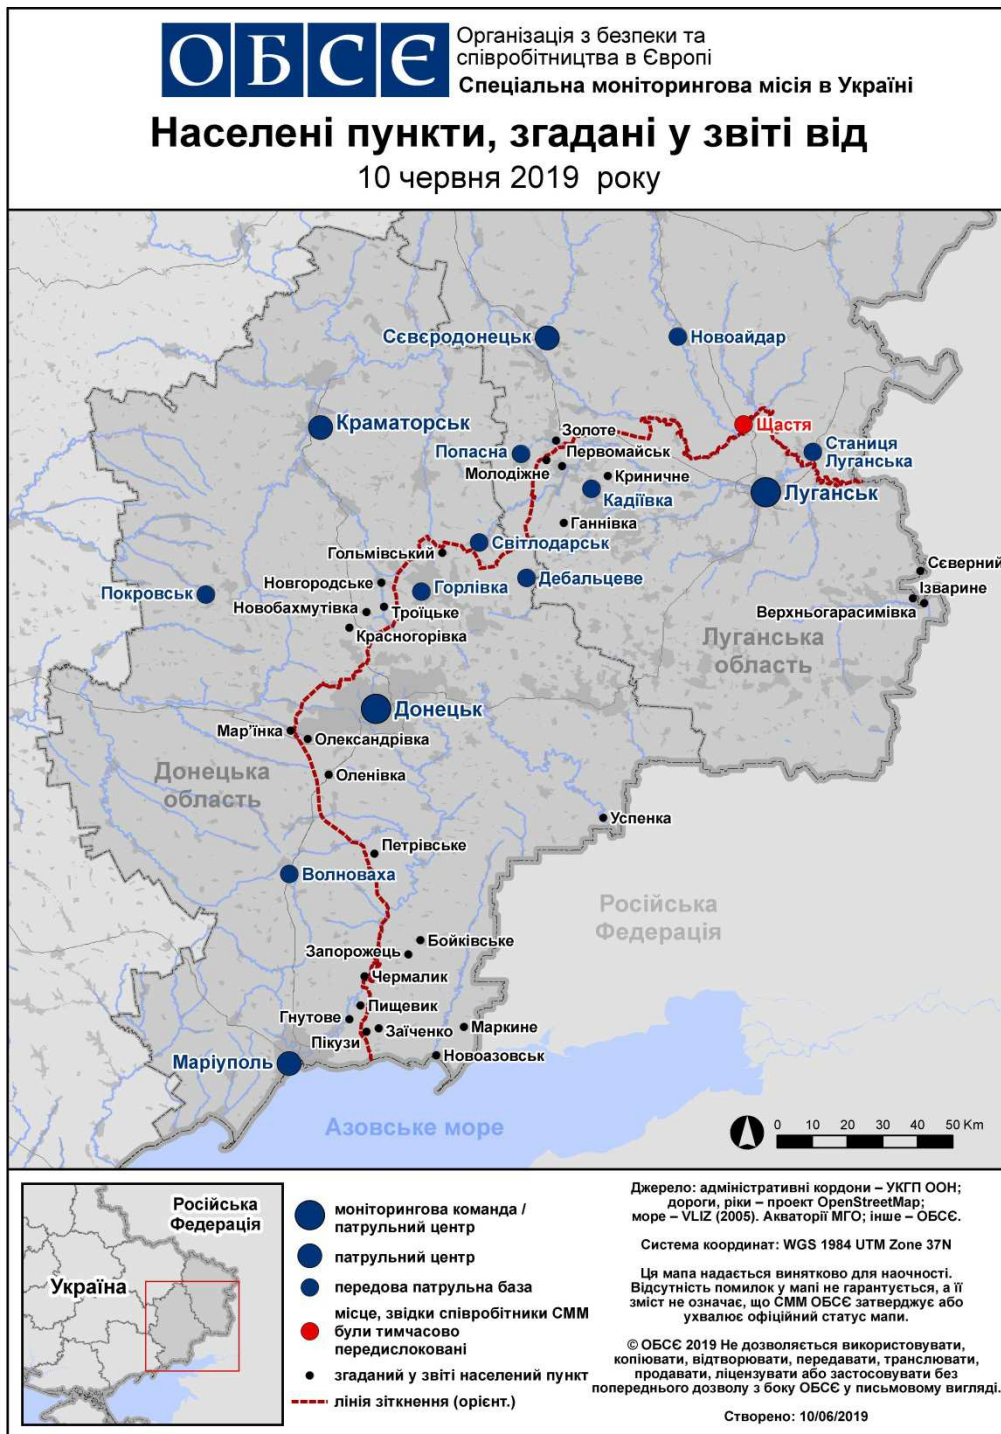 ОБСЄ
Організація з безпеки та
співробітництва в Європі
Спеціальна моніторингова місія в Україні
Населені пункти, згадані у звіті від
10 червня 2019 року
Сєвєродонецьк
Новоайдар
Краматорськ
Щастя
Золоте
Попасна
Первомайськ
Станиця
Луганська
Молодіжне
Криничне
Кадіївка
Луганськ
Ганнівка
Світлодарськ
Гольмівський
Сєверний
Новгородське
Дебальцеве
Ізварине
Покровськ
Горлівка
Новобахмутівка
Троїцьке
Верхньогарасимівка
Красногорівка
Луганська
область
Донецьк
Мар'їнка
Олександрівка
Донецька
область
Оленівка
Успенка
Петрівське
Волноваха
Російська
Федерація
Бойківське
Запорожець
Чермалик
Пищевик
Гнутове
Заїченко
Маркине
Пікузи
Новоазовськ
Маріуполь
Азовське море
0 10 20 30 40 50 Km
Російська
Федерація
Україна
моніторингова команда /
патрульний центр
патрульний центр
передова патрульна база
місце, звідки співробітники СММ
були тимчасово
передислоковані
згаданий у звіті населений пункт
лінія зіткнення (орієнт.)
Джерело: адміністративні кордони – УКГП ООН;
дороги, ріки – проект OpenStreetMap;
море – VLIZ (2005). Акваторії МГО; інше – ОБСЄ.
Система координат: WGS 1984 UTM Zone 37N
Ця мапа надається винятково для наочності.
Відсутність помилок у мапі не гарантується, а її
зміст не означає, що СММ ОБСЄ затверджує або
ухвалює офіційний статус мапи.
© ОБСЄ 2019 Не дозволяється використовувати,
копіювати, відтворювати, передавати, транслювати,
продавати, ліцензувати або застосовувати без
попереднього дозволу з боку ОБСЄ у письмовому вигляді.
Створено: 10/06/2019